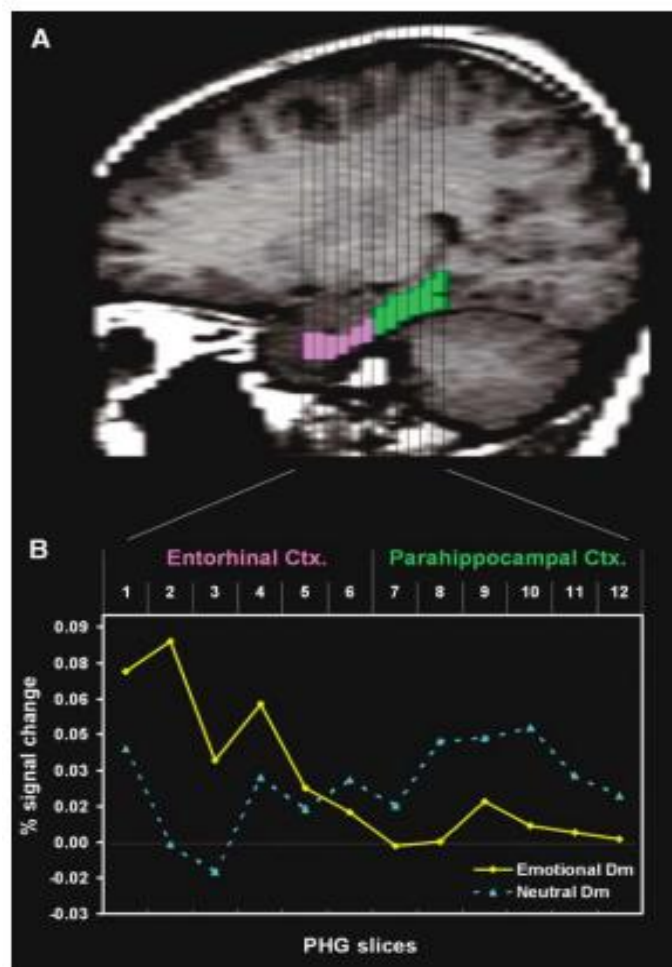 A
B
Entorhinal Ctx. Parahippocampal Ctx.
1 2 3 4 5 6 7 8 9 10 11 12
% signal change
0.09
0.08
0.06
0.05
0.03
0.02
0.00
-0.02
-0.03
Emotional Dm
Neutral Dm
PHG slices